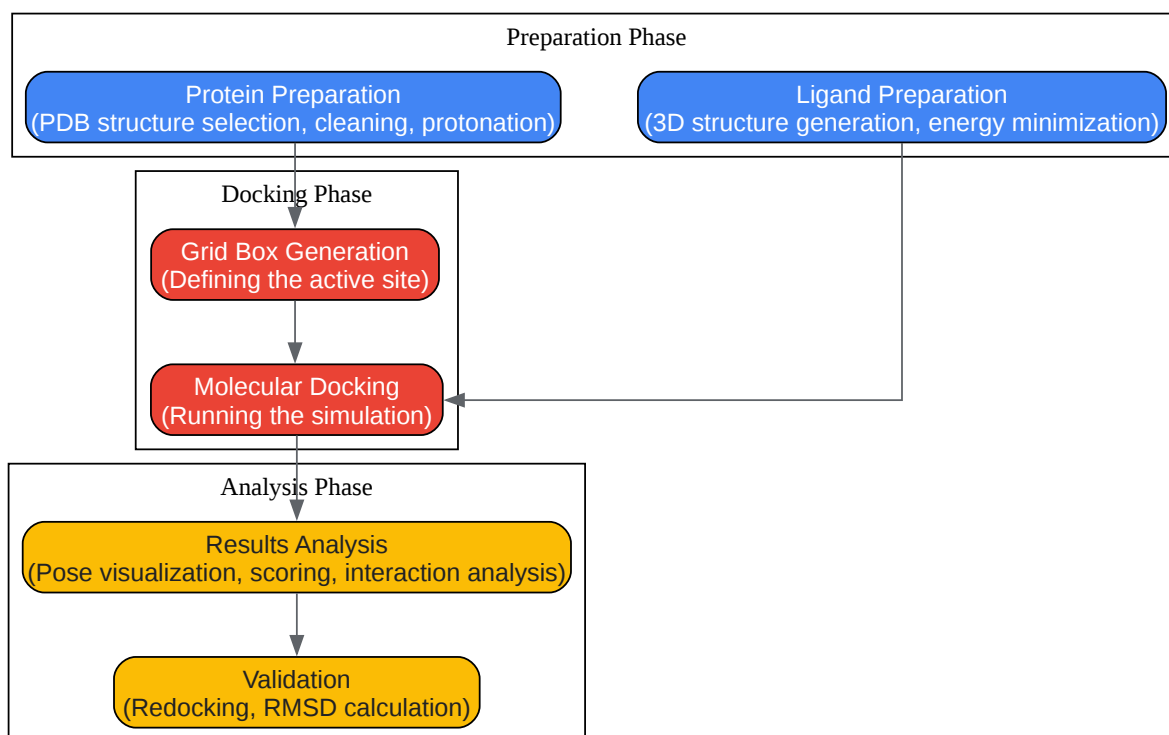 Preparation Phase
Protein Preparation
(PDB structure selection, cleaning, protonation)
Ligand Preparation
(3D structure generation, energy minimization)
Docking Phase
Grid Box Generation
(Defining the active site)
Molecular Docking
(Running the simulation)
Analysis Phase
Results Analysis
(Pose visualization, scoring, interaction analysis)
Validation
(Redocking, RMSD calculation)